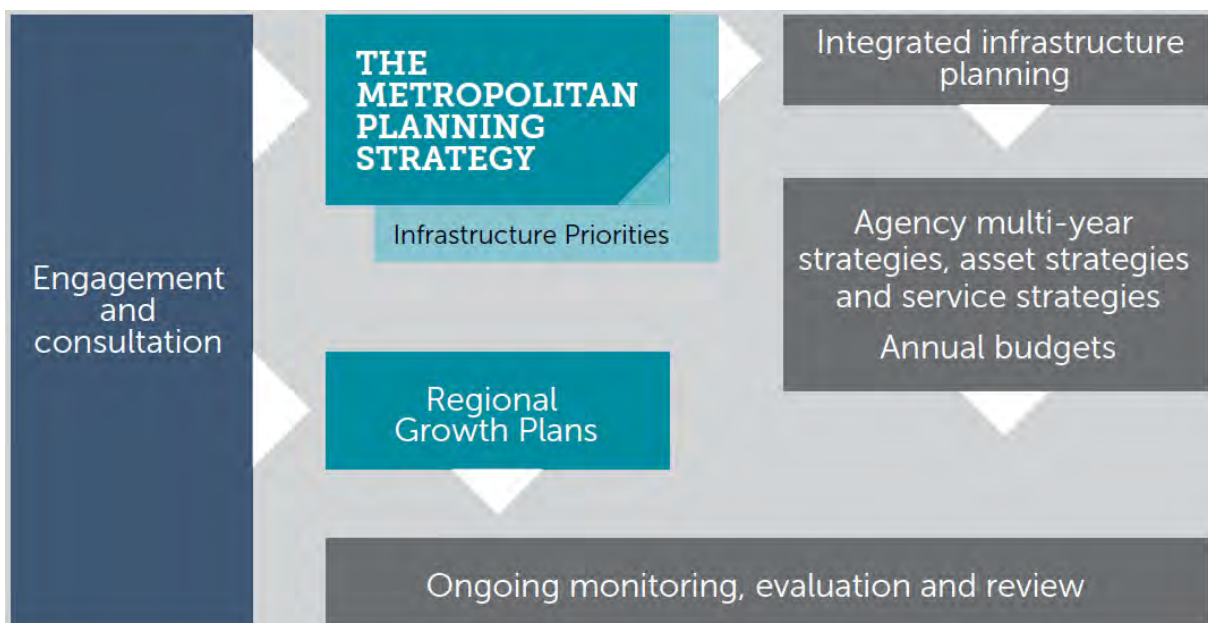 Engagement
and
consultation
THE
METROPOLITAN
PLANNING
STRATEGY
Infrastructure Priorities
Regional
Growth Plans
Integrated infrastructure
planning
Agency multi-year
strategies, asset strategies
and service strategies
Annual budgets
Ongoing monitoring, evaluation and review